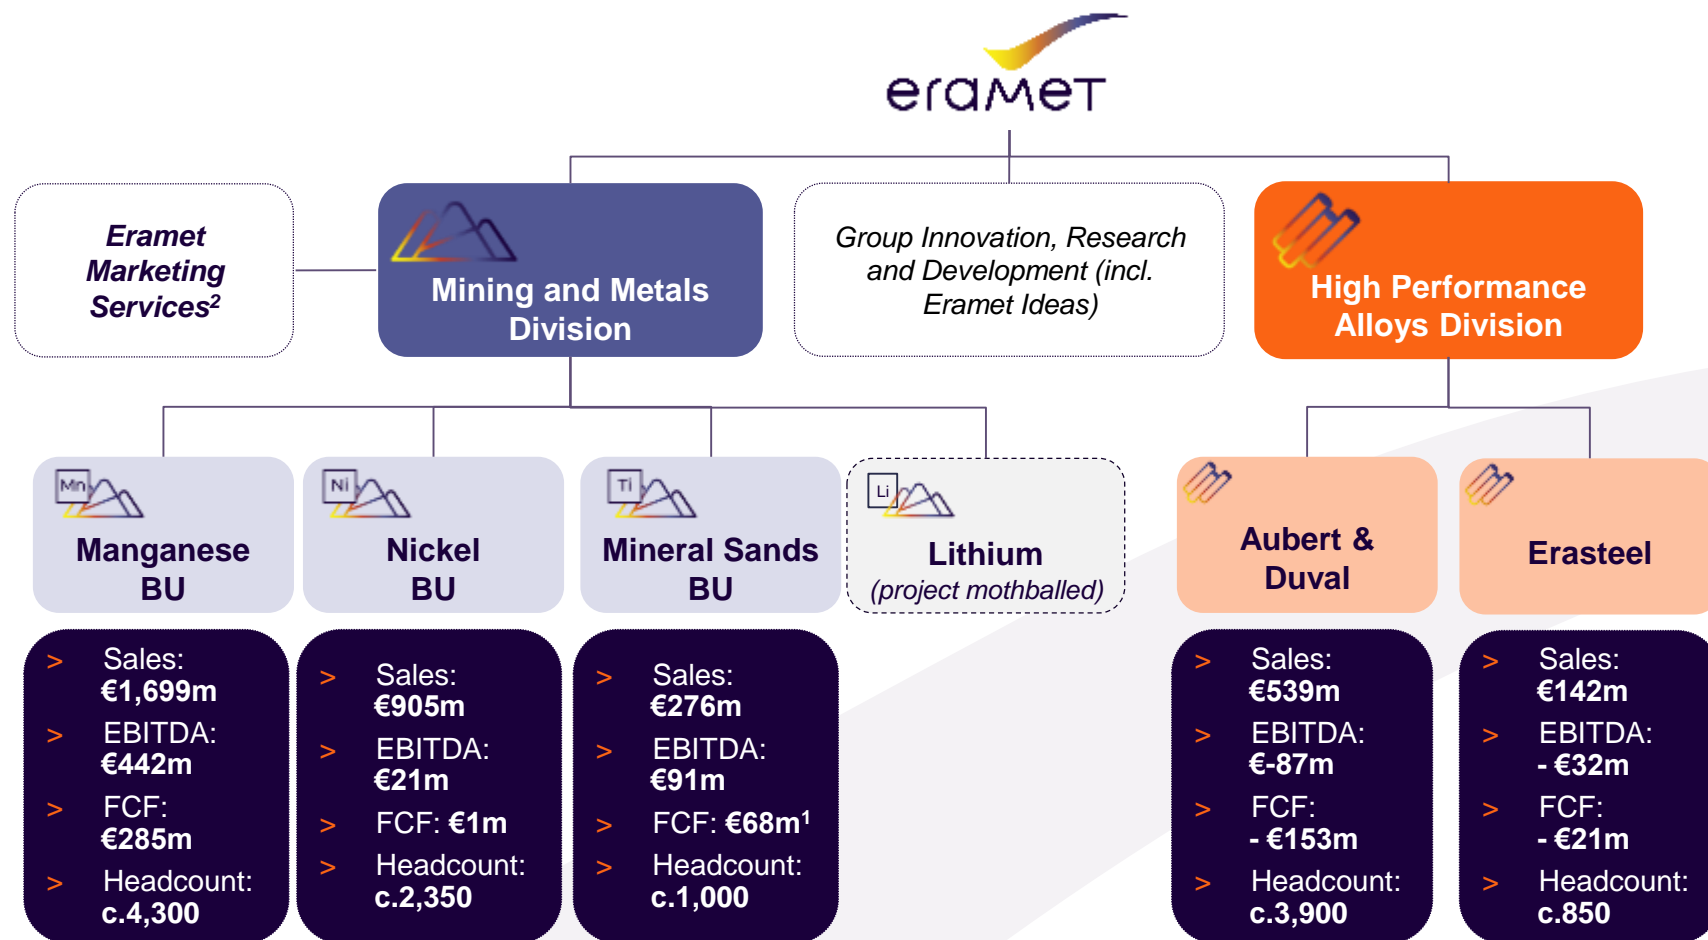 eramet
Eramet
Marketing
Services²
Mining and Metals
Division
Group Innovation, Research
and Development (incl.
Eramet Ideas)
High Performance
Alloys Division
Mn
Manganese
BU
Ni
Nickel
BU
Ti
Mineral Sands
BU
Li
Lithium
(project mothballed)
Aubert &
Duval
Erasteel
> Sales:
€1,699m
> EBITDA:
€442m
> FCF:
€285m
> Headcount:
c.4,300
> Sales:
€905m
> EBITDA:
€21m
> FCF: €1m
> Headcount:
c.2,350
> Sales:
€276m
> EBITDA:
€91m
> FCF: €68m¹
> Headcount:
c.1,000
> Sales:
€539m
> EBITDA:
€-87m
> FCF:
- €153m
> Headcount:
c.3,900
> Sales:
€142m
> EBITDA:
- €32m
> FCF:
- €21m
> Headcount:
c.850